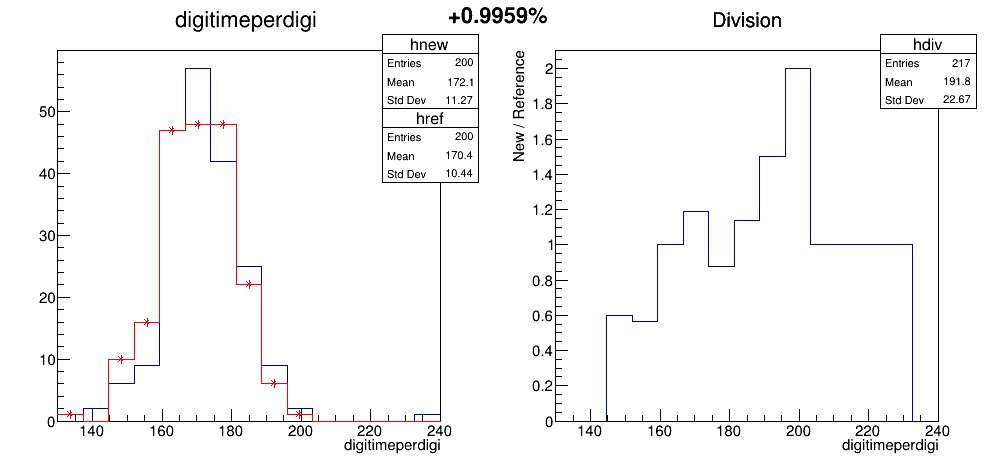 digitimeperdigi
+0.9959%
Division
hnew
Entries 200
Mean 172.1
Std Dev 11.27
href
Entries 200
Mean 170.4
Std Dev 10.44
50
40
30
20
10
0
140 160 180 200 220 240
digitimeperdigi
hdiv
Entries 217
Mean 191.8
Std Dev 22.67
New / Reference
2
1.8
1.6
1.4
1.2
1
0.8
0.6
0.4
0.2
0
140 160 180 200 220 240
digitimeperdigi